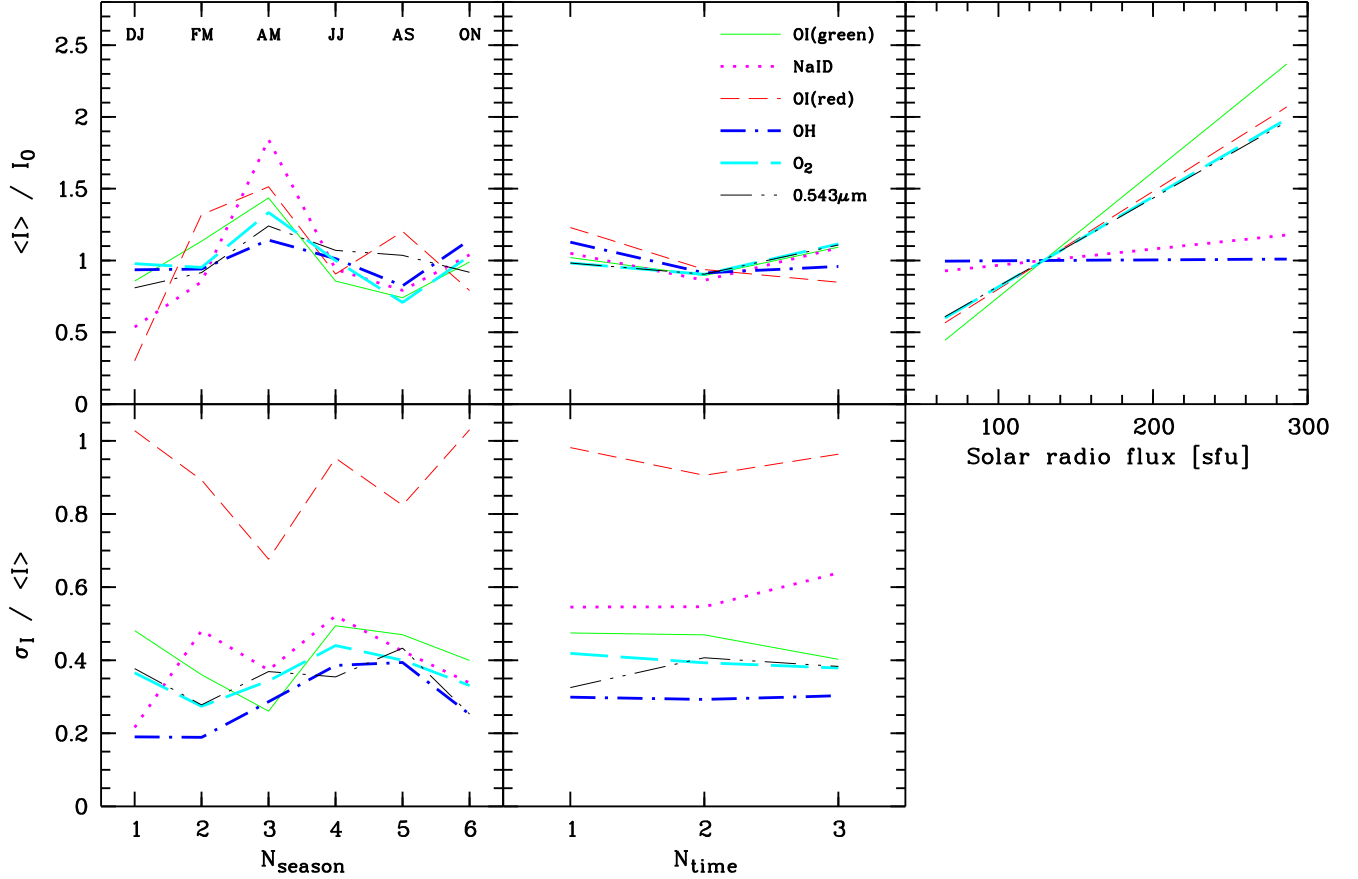 DJ FM AM JJ AS ON
2.5
2
1.5
1
0.5
0
<I> / I0
OI(green)
NaID
OI(red)
OH
O2
0.543μm
100 200 300
Solar radio flux [sfu]
1
0.8
0.6
0.4
0.2
0
σI / <I>
1 2 3 4 5 6
Nseason
1 2 3
Ntime